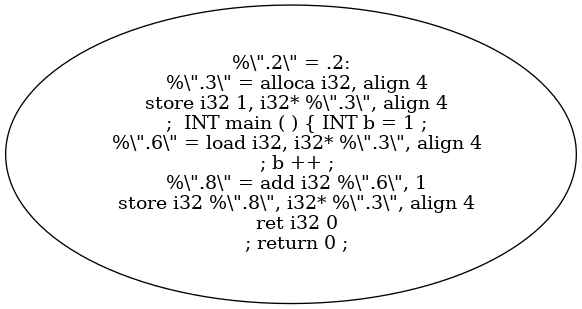 %\".2\" = .2:
%\".3\" = alloca i32, align 4
store i32 1, i32* %\".3\", align 4
;  INT main ( ) { INT b = 1 ;
%\".6\" = load i32, i32* %\".3\", align 4
; b ++ ;
%\".8\" = add i32 %\".6\", 1
store i32 %\".8\", i32* %\".3\", align 4
ret i32 0
; return 0 ;